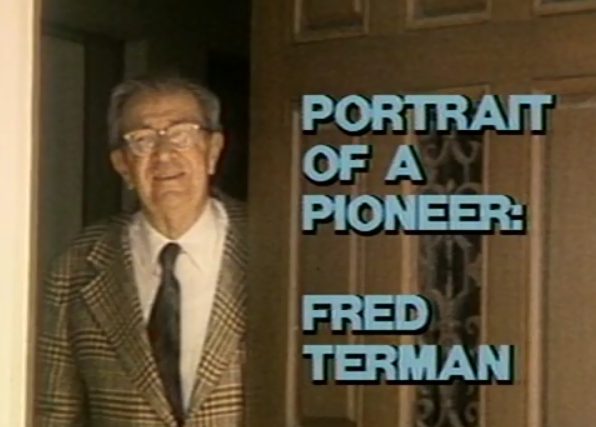 PORTRAIT
OF A
PIONEER:
FRED
TERMAN